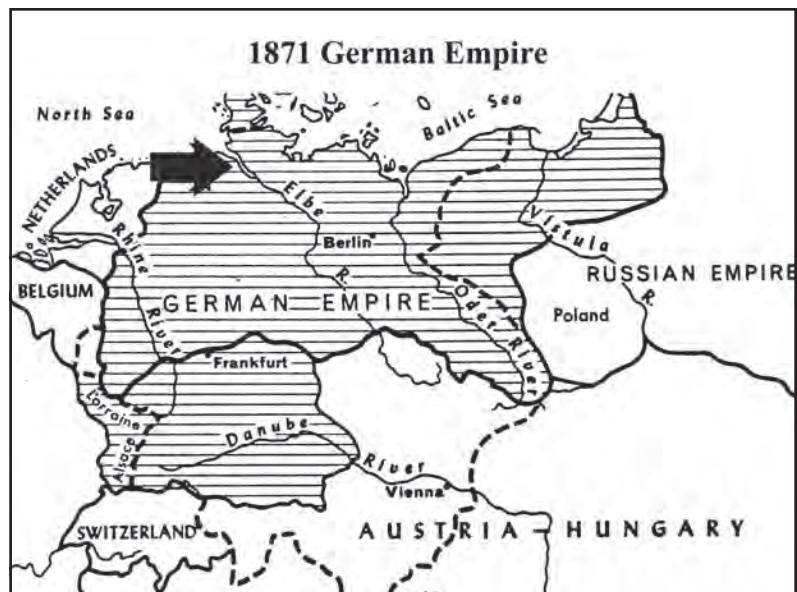 1871 German Empire
North Sea
Baltic Sea
NETHERLANDS
Elbe
R.
Rhine
River
Berlin
Vistula
R.
RUSSIAN EMPIRE
BELGIUM
GERMAN EMPIRE
Oder River
Poland
Frankfurt
Lorraine
Alsace
Danube
River
Vienna
SWITZERLAND
AUSTRIA-HUNGARY